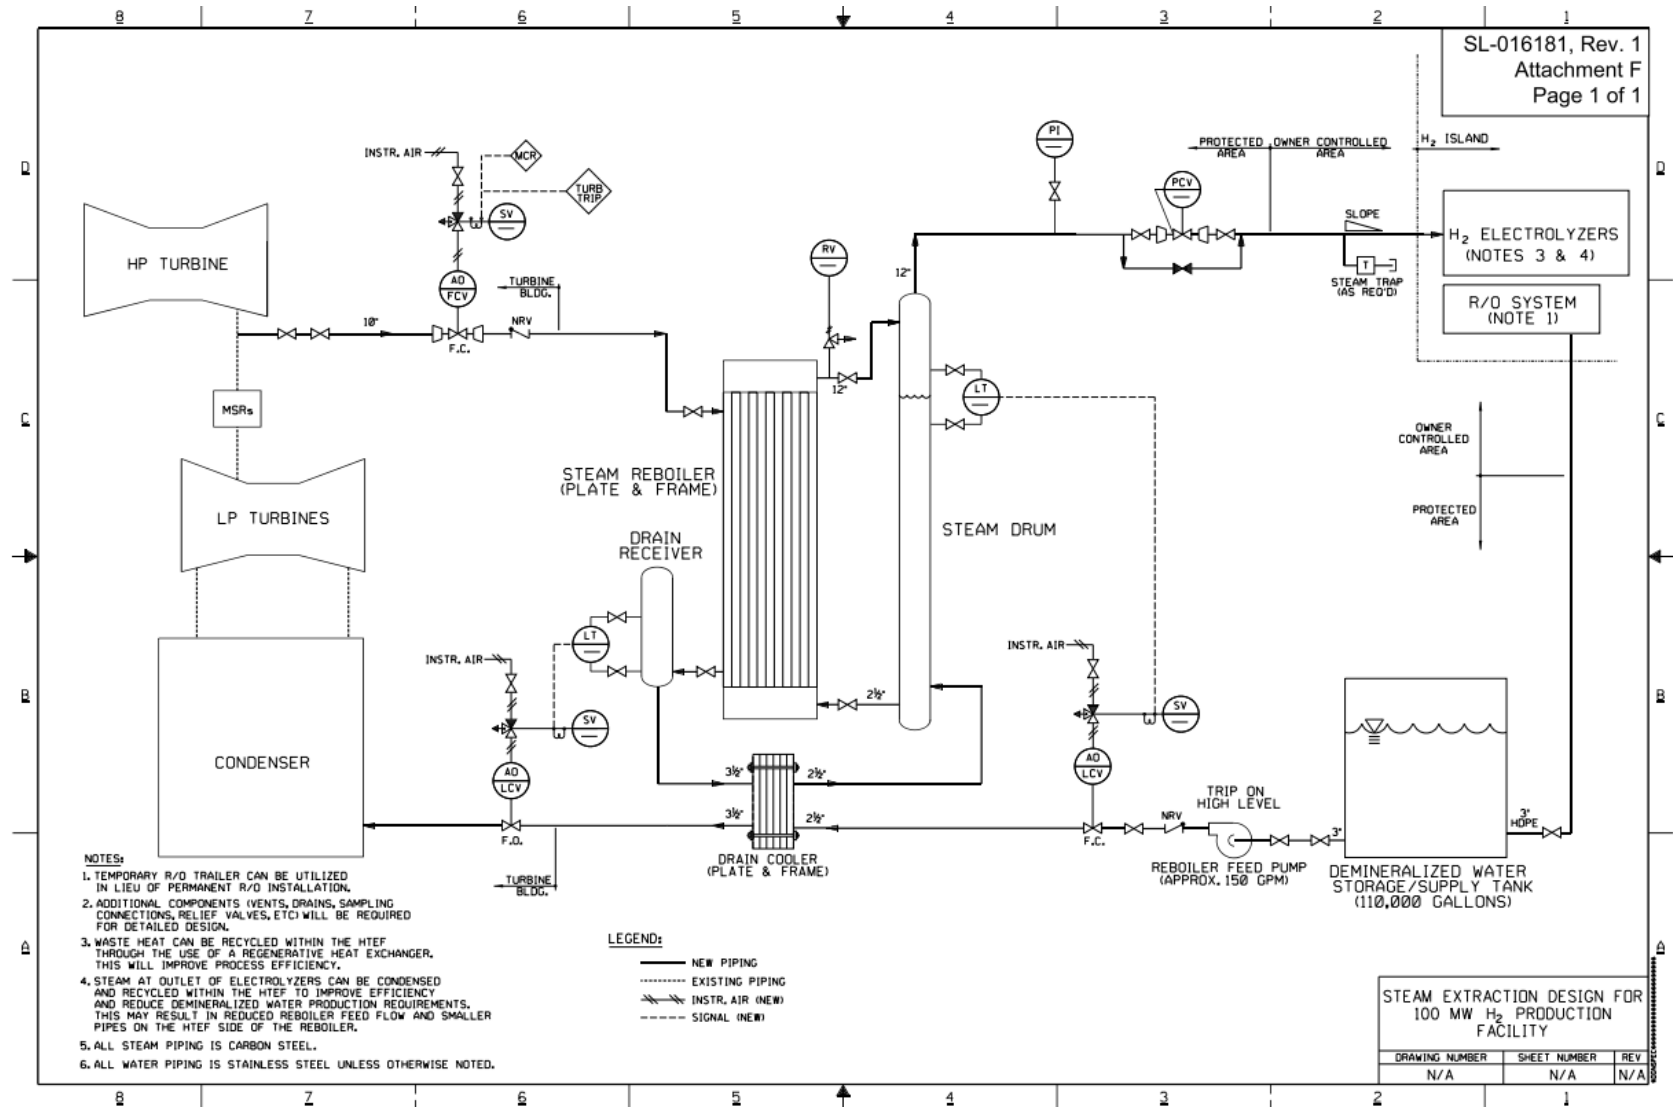 8 7 6 5 4 3 2 1
SL-016181, Rev. 1
Attachment F
Page 1 of 1
D
D
INSTR. AIR
MCR
TURB
TRIP
SV
AO
FCV
TURBINE
BLDG.
HP TURBINE
10"
F.C.
NRV
RV
12"
12"
PI
PCV
PROTECTED
AREA
OWNER CONTROLLED
AREA
H2 ISLAND
SLOPE
H2 ELECTROLYZERS
(NOTES 3 & 4)
T
STEAM TRAP
(AS REQ'D)
R/O SYSTEM
(NOTE 1)
C
C
MSRs
LT
STEAM REBOILER
(PLATE & FRAME)
OWNER
CONTROLLED
AREA
PROTECTED
AREA
LP TURBINES
DRAIN
RECEIVER
STEAM DRUM
LT
INSTR. AIR
INSTR. AIR
B
B
SV
2½"
SV
CONDENSER
AO
LCV
3½"
2½"
AO
LCV
TRIP ON
HIGH LEVEL
3½"
2½"
NRV
3"
3"
HDPE
F.O.
F.C.
DRAIN COOLER
(PLATE & FRAME)
REBOILER FEED PUMP
(APPROX. 150 GPM)
DEMINERALIZED WATER
STORAGE/SUPPLY TANK
(110,000 GALLONS)
TURBINE
BLDG.
NOTES:
1. TEMPORARY R/O TRAILER CAN BE UTILIZED
IN LIEU OF PERMANENT R/O INSTALLATION.
2. ADDITIONAL COMPONENTS (VENTS, DRAINS, SAMPLING
CONNECTIONS, RELIEF VALVES, ETC) WILL BE REQUIRED
FOR DETAILED DESIGN.
3. WASTE HEAT CAN BE RECYCLED WITHIN THE HTEF
THROUGH THE USE OF A REGENERATIVE HEAT EXCHANGER.
THIS WILL IMPROVE PROCESS EFFICIENCY.
4. STEAM AT OUTLET OF ELECTROLYZERS CAN BE CONDENSED
AND RECYCLED WITHIN THE HTEF TO IMPROVE EFFICIENCY
AND REDUCE DEMINERALIZED WATER PRODUCTION REQUIREMENTS.
THIS MAY RESULT IN REDUCED REBOILER FEED FLOW AND SMALLER
PIPES ON THE HTEF SIDE OF THE REBOILER.
5. ALL STEAM PIPING IS CARBON STEEL.
6. ALL WATER PIPING IS STAINLESS STEEL UNLESS OTHERWISE NOTED.
A
A
LEGEND:
NEW PIPING
EXISTING PIPING
INSTR. AIR (NEW)
SIGNAL (NEW)
STEAM EXTRACTION DESIGN FOR
100 MW H2 PRODUCTION
FACILITY
DRAWING NUMBER SHEET NUMBER REV
N/A N/A N/A
8 7 6 5 4 3 2 1